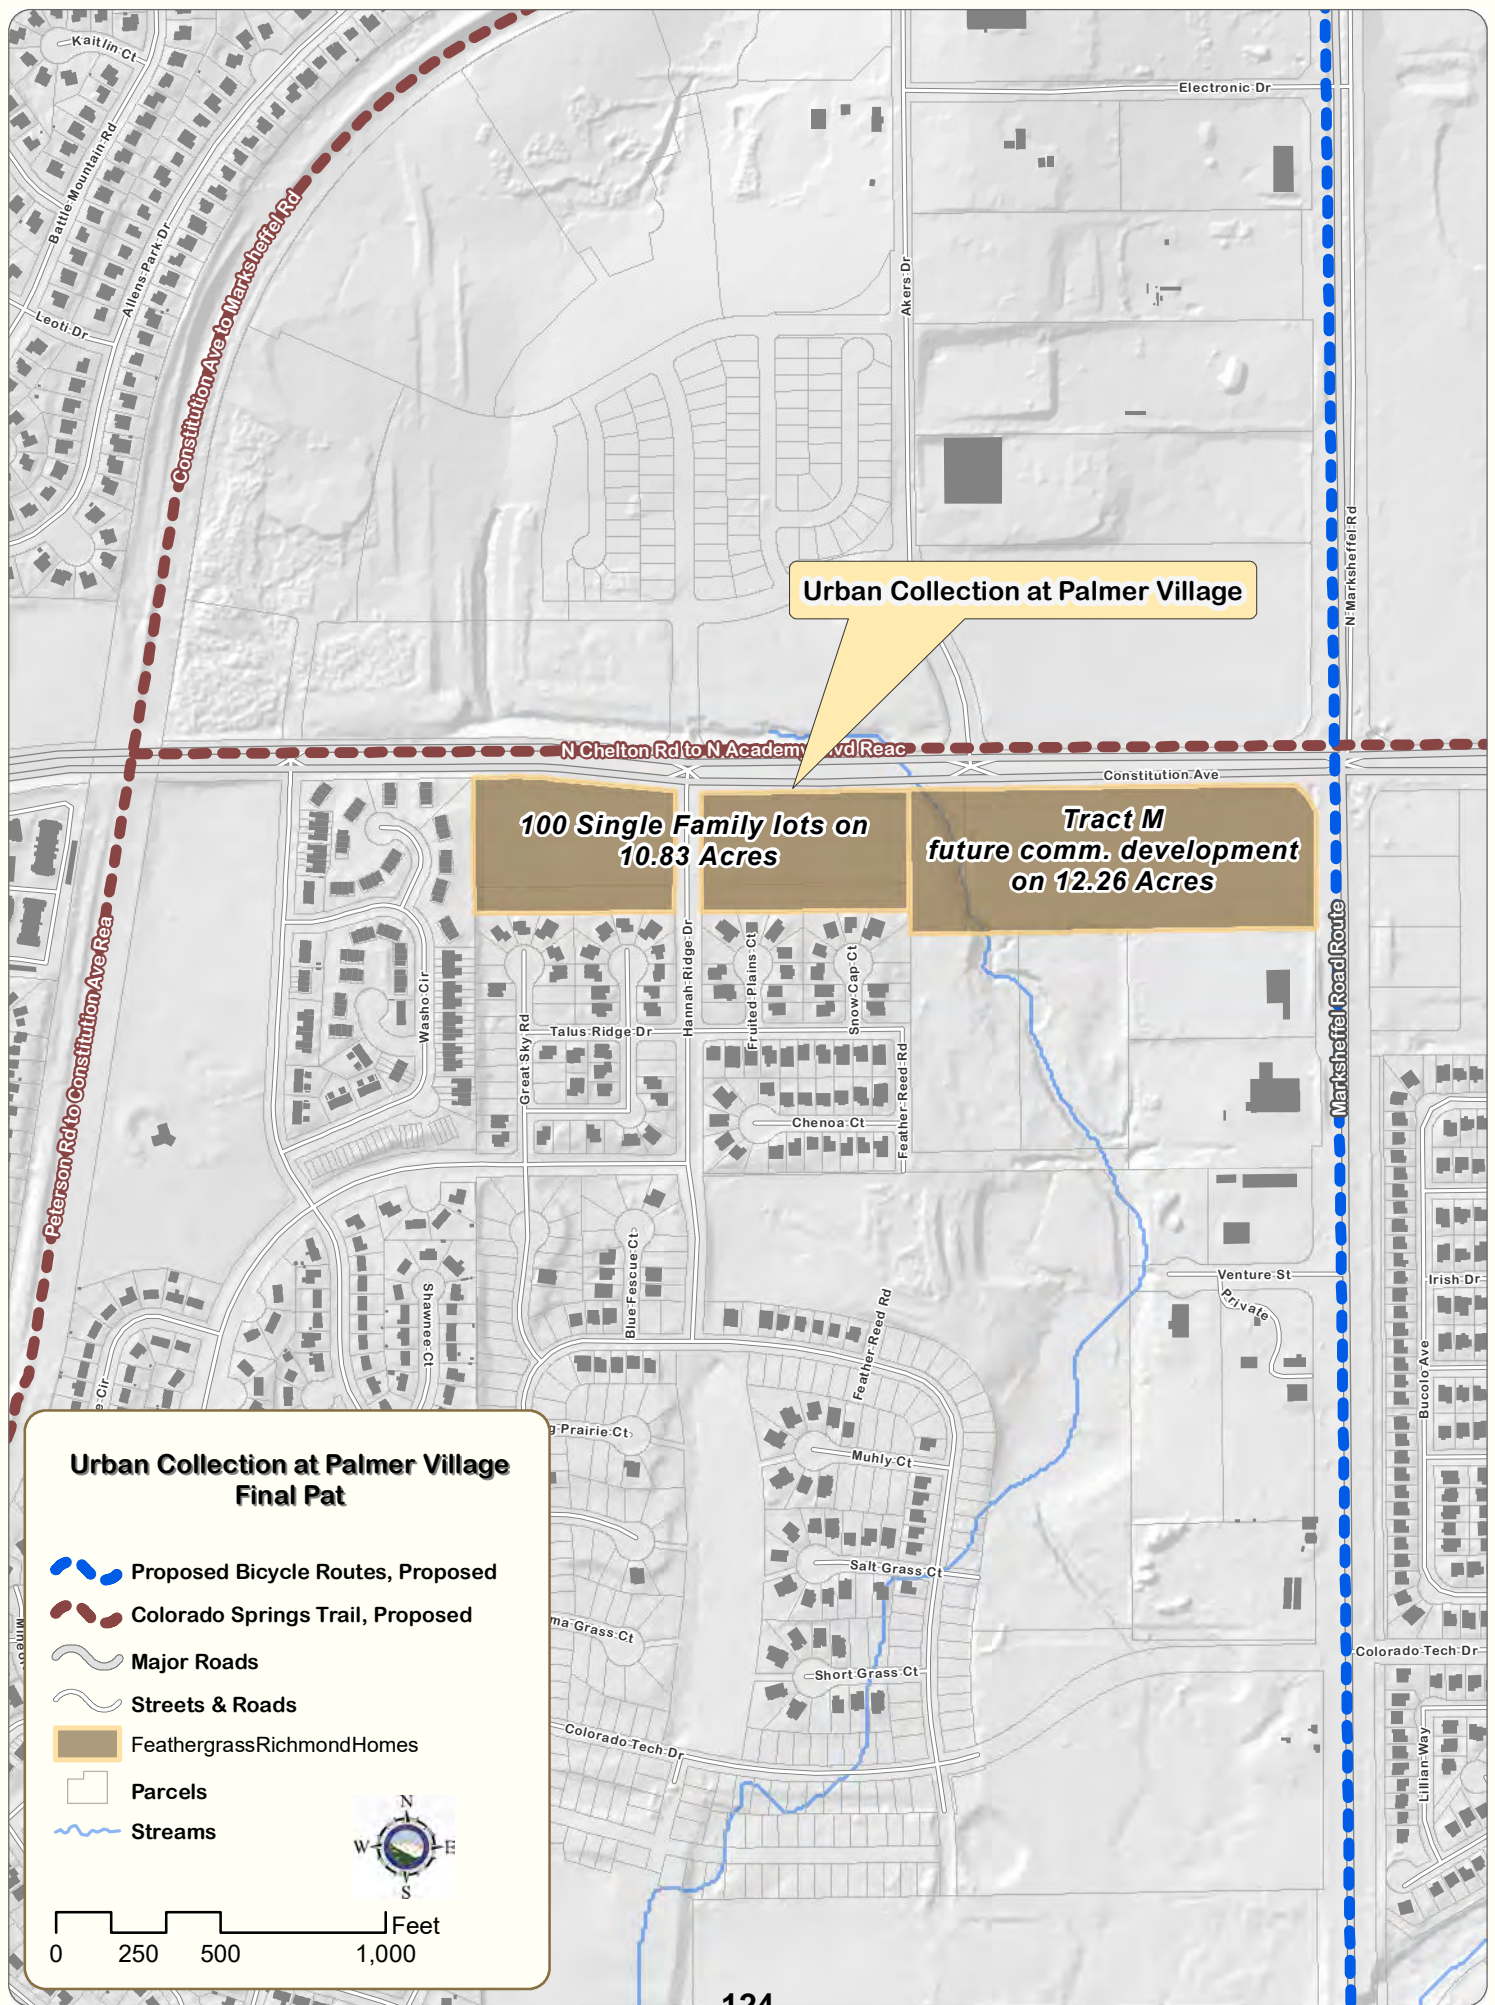 Kaitlin Ct
Electronic Dr
Battle Mountain Rd
Allens Park Dr
Leoti Dr
Constitution Ave to Marksheffel Rd
Akers Dr
N Marksheffel Rd
Urban Collection at Palmer Village
N Chelton Rd to N Academy
vd Reac
Constitution Ave
100 Single Family lots on
10.83 Acres
Tract M
future comm. development
on 12.26 Acres
Peterson Rd to Constitution Ave Rea
Marksheffel Road Route
Washo Cir
Great Sky Rd
Talus Ridge Dr
Hannah Ridge Dr
Fruited Plains Ct
Snow Cap Ct
Feather Reed Rd
Chenoa Ct
Shawnee Ct
Blue Fescue Ct
Venture St
Private
Irish Dr
Bucolo Ave
Feather Reed Rd
e Cir
g Prairie Ct
Muhly Ct
Salt Grass Ct
ma Grass Ct
Short Grass Ct
Colorado Tech Dr
Colorado Tech Dr
Lillian Way
Urban Collection at Palmer Village
Final Pat
Proposed Bicycle Routes, Proposed
Colorado Springs Trail, Proposed
Major Roads
Streets & Roads
FeathergrassRichmondHomes
Parcels
Streams
N
W
E
S
Feet
0 250 500 1,000
124